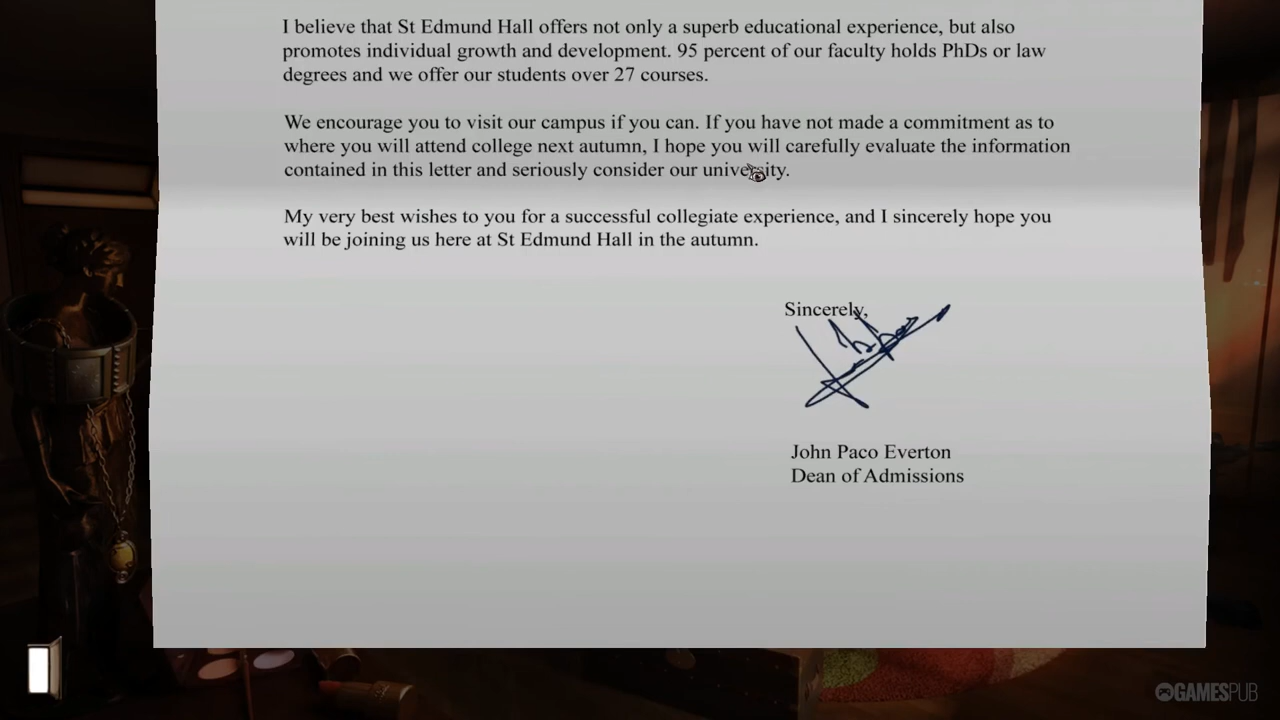 I believe that St Edmund Hall offers not only a superb educational experience, but also
promotes individual growth and development. 95 percent of our faculty holds PhDs or law
degrees and we offer our students over 27 courses.
We encourage you to visit our campus if you can. If you have not made a commitment as to
where you will attend college next autumn, I hope you will carefully evaluate the information
contained in this letter and seriously consider our university.
My very best wishes to you for a successful collegiate experience, and I sincerely hope you
will be joining us here at St Edmund Hall in the autumn.
Sincerely,
John Paco Everton
Dean of Admissions
GAMESPUB